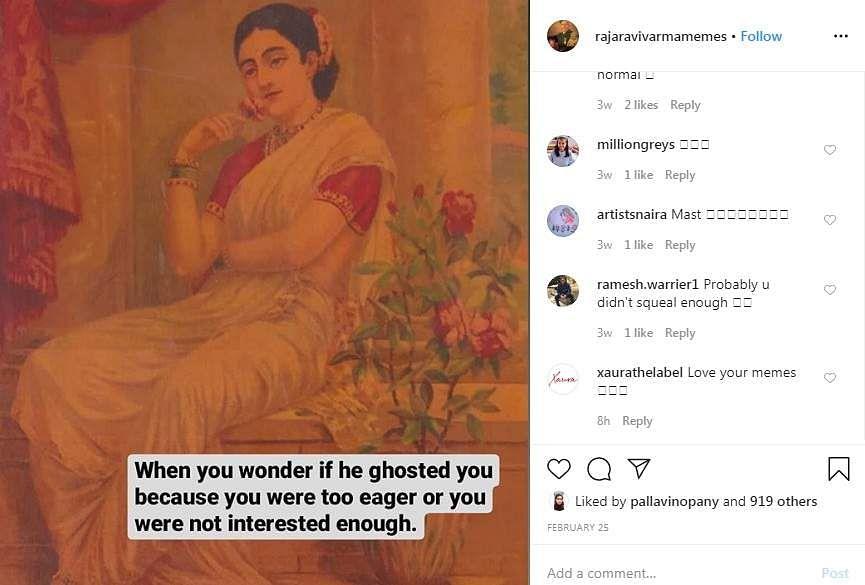 When you wonder if he ghosted you
because you were too eager or you
were not interested enough.
rajaravivarmamemes • Follow
normal
3w 2 likes Reply
milliongreys
3w 1 like Reply
artistsnaira Mast
3w 1 like Reply
ramesh.warrier1 Probably u
didn't squeal enough
3w 1 like Reply
xaurathelabel Love your memes
8h Reply
Liked by pallavinopany and 919 others
FEBRUARY 25
Add a comment...
Post